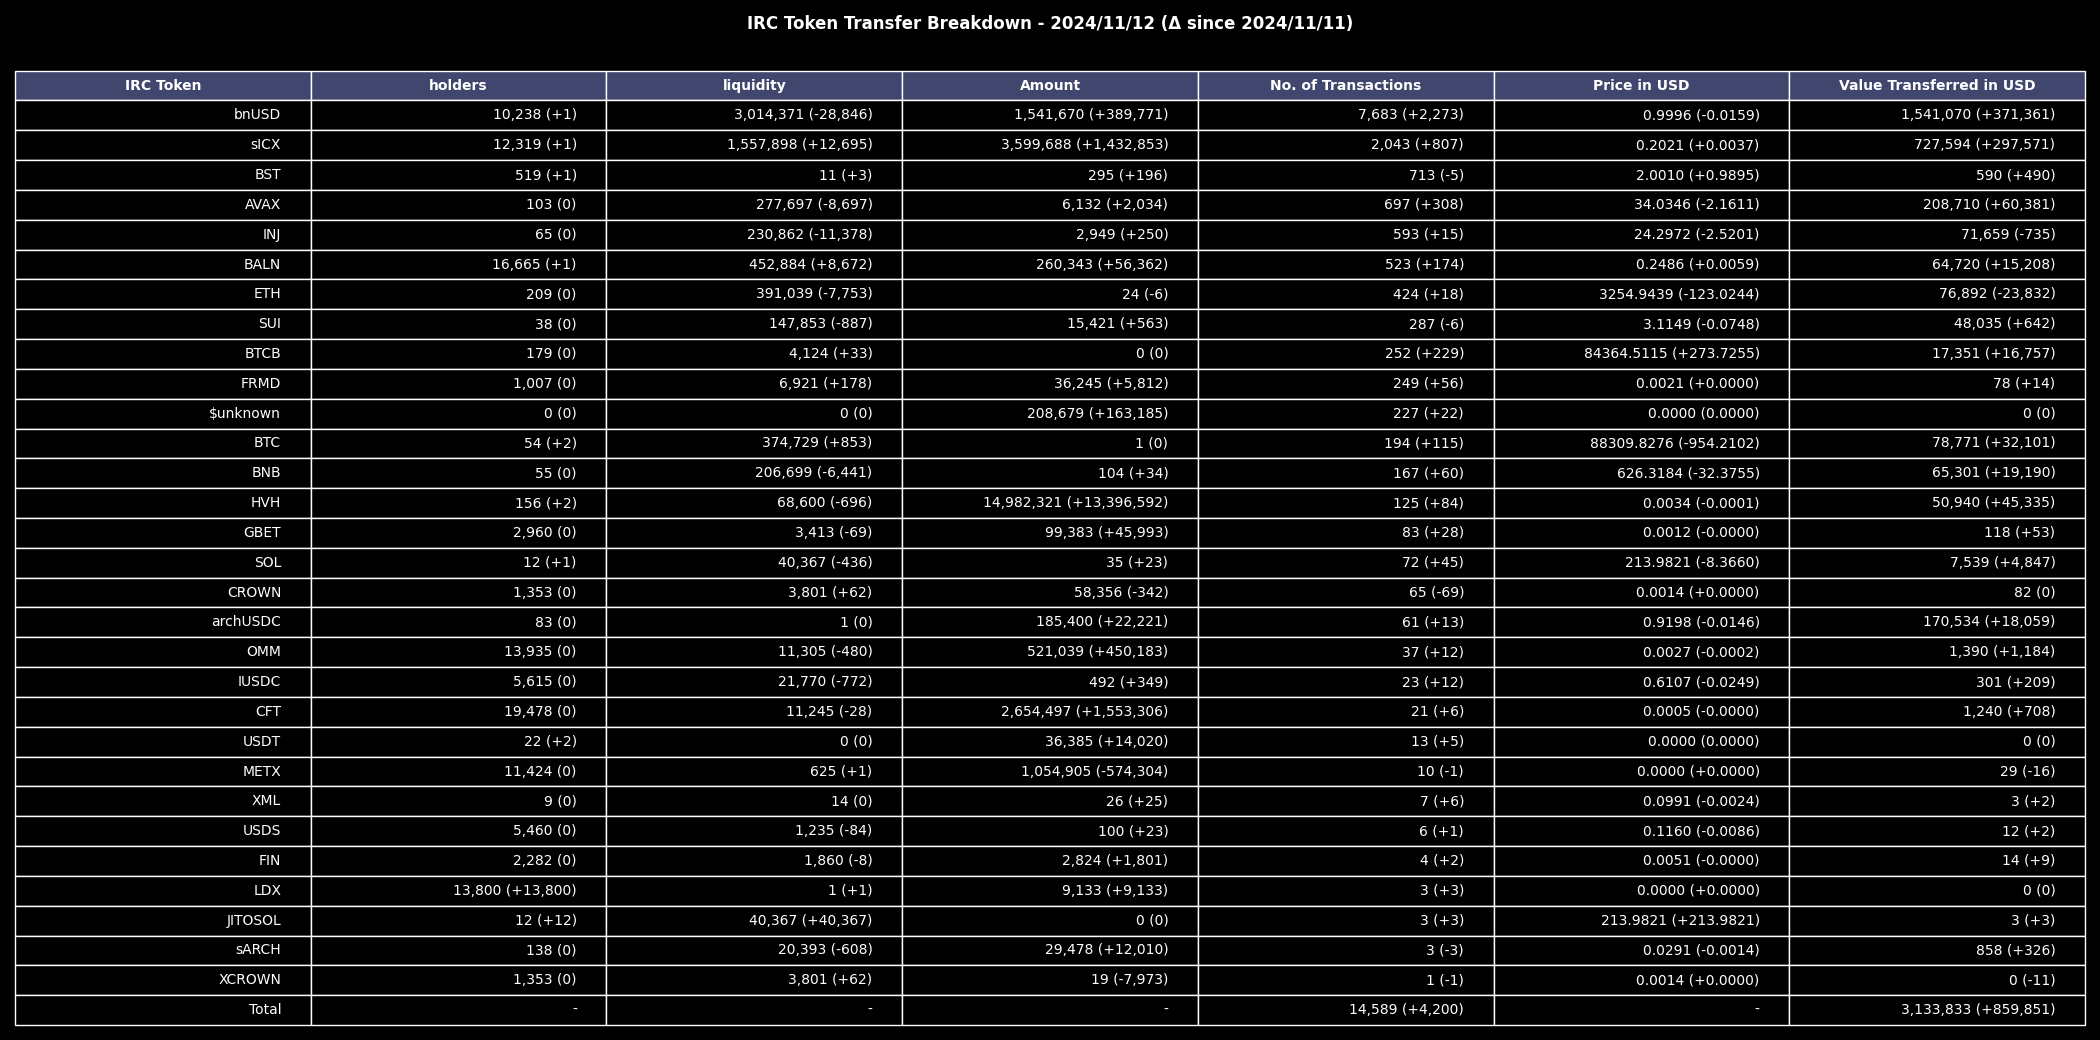 IRC Token Transfer Breakdown - 2024/11/12 (Δ since 2024/11/11)
IRC Token holders liquidity Amount No. of Transactions Price in USD Value Transferred in USD
bnUSD 10,238 (+1) 3,014,371 (-28,846) 1,541,670 (+389,771) 7,683 (+2,273) 0.9996 (-0.0159) 1,541,070 (+371,361)
sICX 12,319 (+1) 1,557,898 (+12,695) 3,599,688 (+1,432,853) 2,043 (+807) 0.2021 (+0.0037) 727,594 (+297,571)
BST 519 (+1) 11 (+3) 295 (+196) 713 (-5) 2.0010 (+0.9895) 590 (+490)
AVAX 103 (0) 277,697 (-8,697) 6,132 (+2,034) 697 (+308) 34.0346 (-2.1611) 208,710 (+60,381)
INJ 65 (0) 230,862 (-11,378) 2,949 (+250) 593 (+15) 24.2972 (-2.5201) 71,659 (-735)
BALN 16,665 (+1) 452,884 (+8,672) 260,343 (+56,362) 523 (+174) 0.2486 (+0.0059) 64,720 (+15,208)
ETH 209 (0) 391,039 (-7,753) 24 (-6) 424 (+18) 3254.9439 (-123.0244) 76,892 (-23,832)
SUI 38 (0) 147,853 (-887) 15,421 (+563) 287 (-6) 3.1149 (-0.0748) 48,035 (+642)
BTCB 179 (0) 4,124 (+33) 0 (0) 252 (+229) 84364.5115 (+273.7255) 17,351 (+16,757)
FRMD 1,007 (0) 6,921 (+178) 36,245 (+5,812) 249 (+56) 0.0021 (+0.0000) 78 (+14)
$unknown 0 (0) 0 (0) 208,679 (+163,185) 227 (+22) 0.0000 (0.0000) 0 (0)
BTC 54 (+2) 374,729 (+853) 1 (0) 194 (+115) 88309.8276 (-954.2102) 78,771 (+32,101)
BNB 55 (0) 206,699 (-6,441) 104 (+34) 167 (+60) 626.3184 (-32.3755) 65,301 (+19,190)
HVH 156 (+2) 68,600 (-696) 14,982,321 (+13,396,592) 125 (+84) 0.0034 (-0.0001) 50,940 (+45,335)
GBET 2,960 (0) 3,413 (-69) 99,383 (+45,993) 83 (+28) 0.0012 (-0.0000) 118 (+53)
SOL 12 (+1) 40,367 (-436) 35 (+23) 72 (+45) 213.9821 (-8.3660) 7,539 (+4,847)
CROWN 1,353 (0) 3,801 (+62) 58,356 (-342) 65 (-69) 0.0014 (+0.0000) 82 (0)
archUSDC 83 (0) 1 (0) 185,400 (+22,221) 61 (+13) 0.9198 (-0.0146) 170,534 (+18,059)
OMM 13,935 (0) 11,305 (-480) 521,039 (+450,183) 37 (+12) 0.0027 (-0.0002) 1,390 (+1,184)
IUSDC 5,615 (0) 21,770 (-772) 492 (+349) 23 (+12) 0.6107 (-0.0249) 301 (+209)
CFT 19,478 (0) 11,245 (-28) 2,654,497 (+1,553,306) 21 (+6) 0.0005 (-0.0000) 1,240 (+708)
USDT 22 (+2) 0 (0) 36,385 (+14,020) 13 (+5) 0.0000 (0.0000) 0 (0)
METX 11,424 (0) 625 (+1) 1,054,905 (-574,304) 10 (-1) 0.0000 (+0.0000) 29 (-16)
XML 9 (0) 14 (0) 26 (+25) 7 (+6) 0.0991 (-0.0024) 3 (+2)
USDS 5,460 (0) 1,235 (-84) 100 (+23) 6 (+1) 0.1160 (-0.0086) 12 (+2)
FIN 2,282 (0) 1,860 (-8) 2,824 (+1,801) 4 (+2) 0.0051 (-0.0000) 14 (+9)
LDX 13,800 (+13,800) 1 (+1) 9,133 (+9,133) 3 (+3) 0.0000 (+0.0000) 0 (0)
JITOSOL 12 (+12) 40,367 (+40,367) 0 (0) 3 (+3) 213.9821 (+213.9821) 3 (+3)
sARCH 138 (0) 20,393 (-608) 29,478 (+12,010) 3 (-3) 0.0291 (-0.0014) 858 (+326)
XCROWN 1,353 (0) 3,801 (+62) 19 (-7,973) 1 (-1) 0.0014 (+0.0000) 0 (-11)
Total - - - 14,589 (+4,200) - 3,133,833 (+859,851)